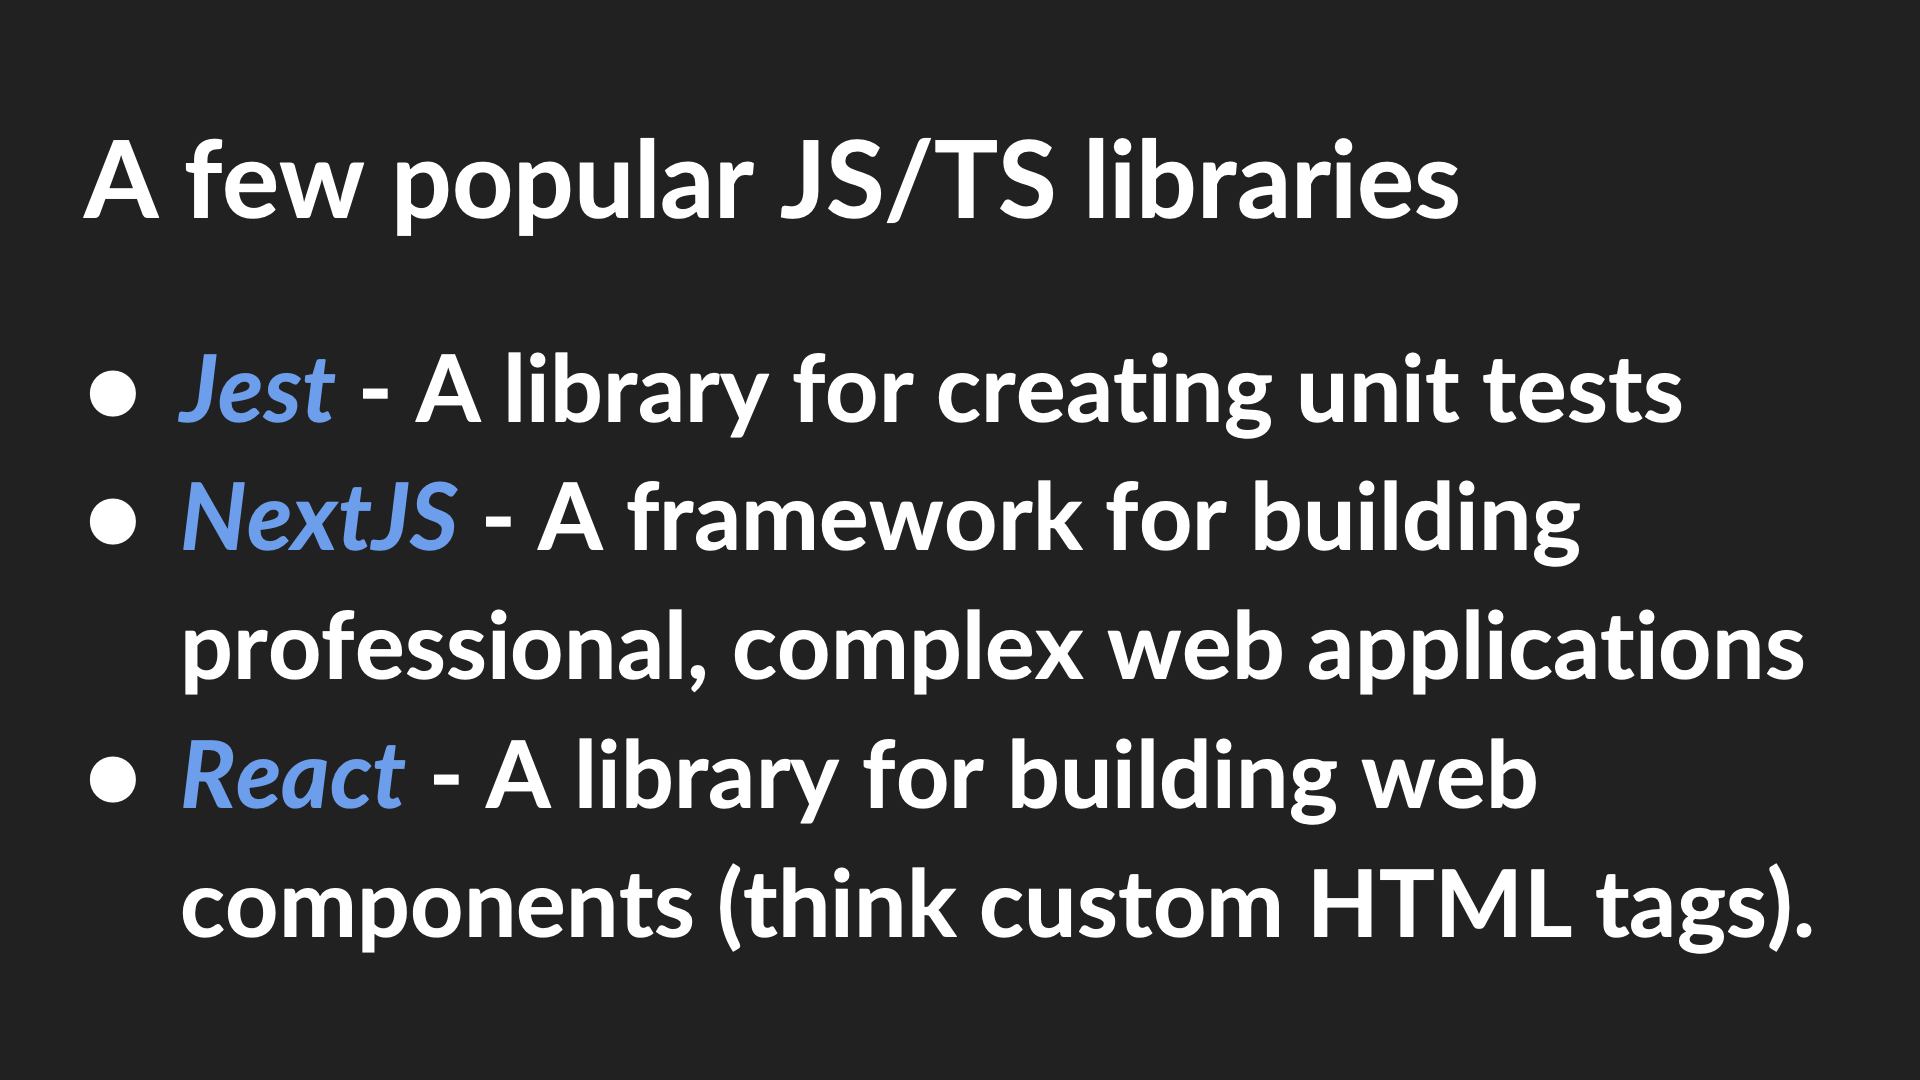 A few popular JS/TS libraries
● Jest - A library for creating unit tests
● NextJS - A framework for building
professional, complex web applications
● React - A library for building web
components (think custom HTML tags).